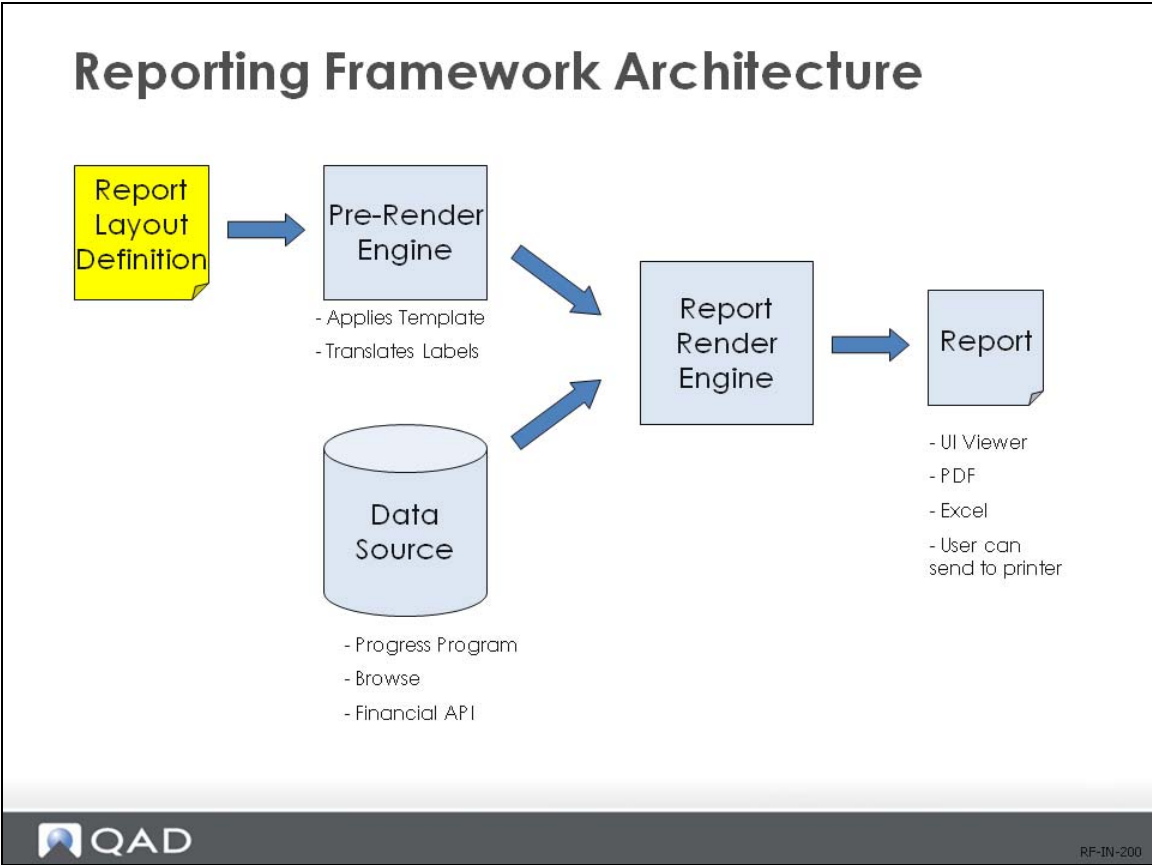 Reporting Framework Architecture
Report
Layout
Definition
Pre-Render
Engine
- Applies Template
- Translates Labels
Data
Source
- Progress Program
- Browse
- Financial API
Report
Render
Engine
Report
- UI Viewer
- PDF
- Excel
- User can
send to printer
QAD
RF-IN-200